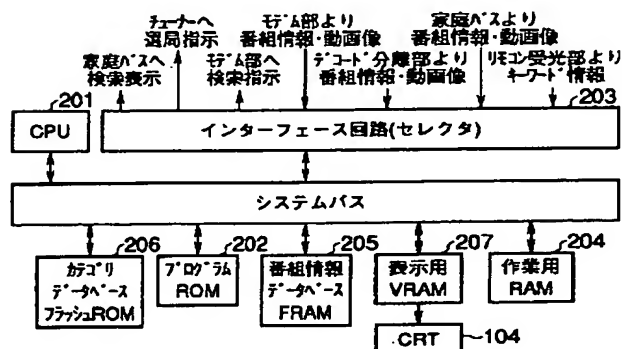 チューナーへ
選局指示
家庭バスへ
検索表示
モデム部へ
検索指示
モデム部より
番組情報・動画像
デコード分離部より
番組情報・動画像
家庭バスより
番組情報・動画像
リモコン受光部より
キーワード情報
201
CPU
203
インターフェース回路(セレクタ)
システムバス
206
カテゴリ
データベース
フラッシュROM
202
プログラム
ROM
205
番組情報
データベース
FRAM
207
表示用
VRAM
204
作業用
RAM
CRT
104